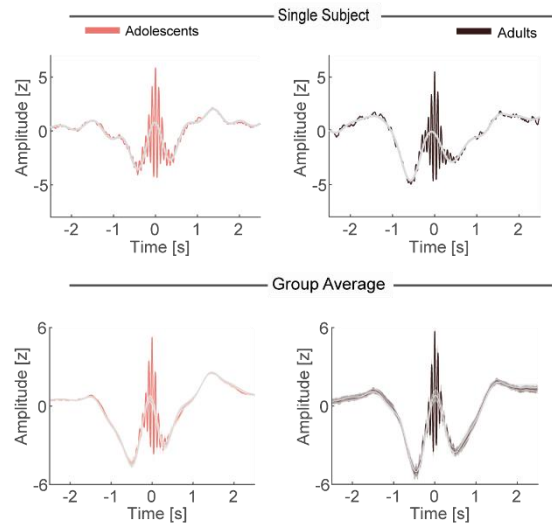 Single Subject
Adolescents
Adults
Amplitude [z]
5
0
-5
-2 -1 0 1 2
Time [s]
Amplitude [z]
5
0
-5
-2 -1 0 1 2
Time [s]
Group Average
Amplitude [z]
6
0
-6
-2 -1 0 1 2
Time [s]
Amplitude [z]
6
0
-6
-2 -1 0 1 2
Time [s]